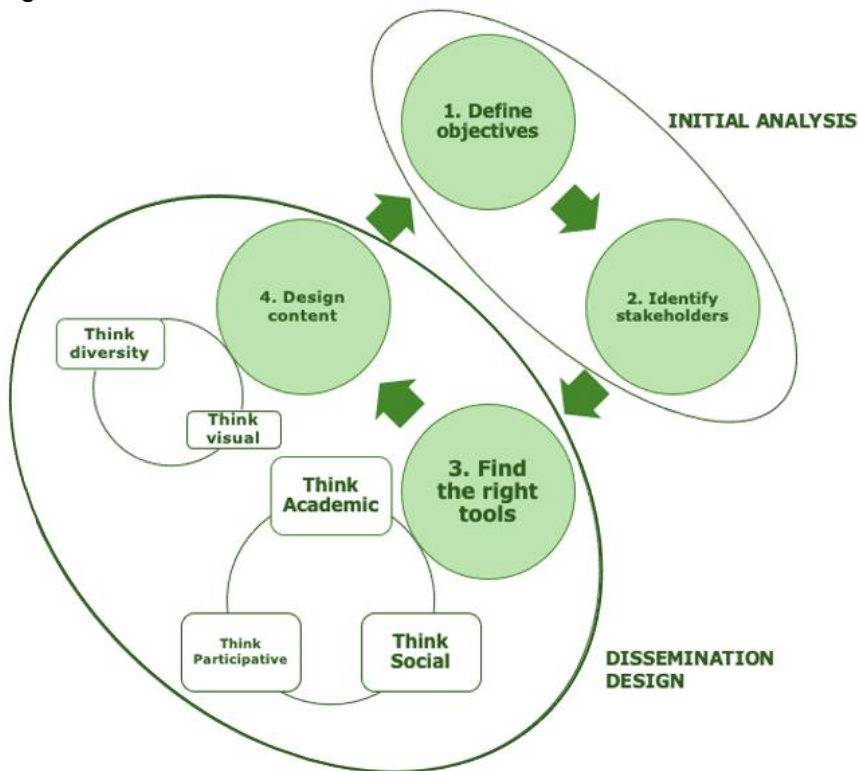 1. Define
objectives
INITIAL ANALYSIS
2. Identify
stakeholders
4. Design
content
Think
diversity
Think
visual
3. Find
the right
tools
Think
Academic
Think
Participative
Think
Social
DISSEMINATION
DESIGN